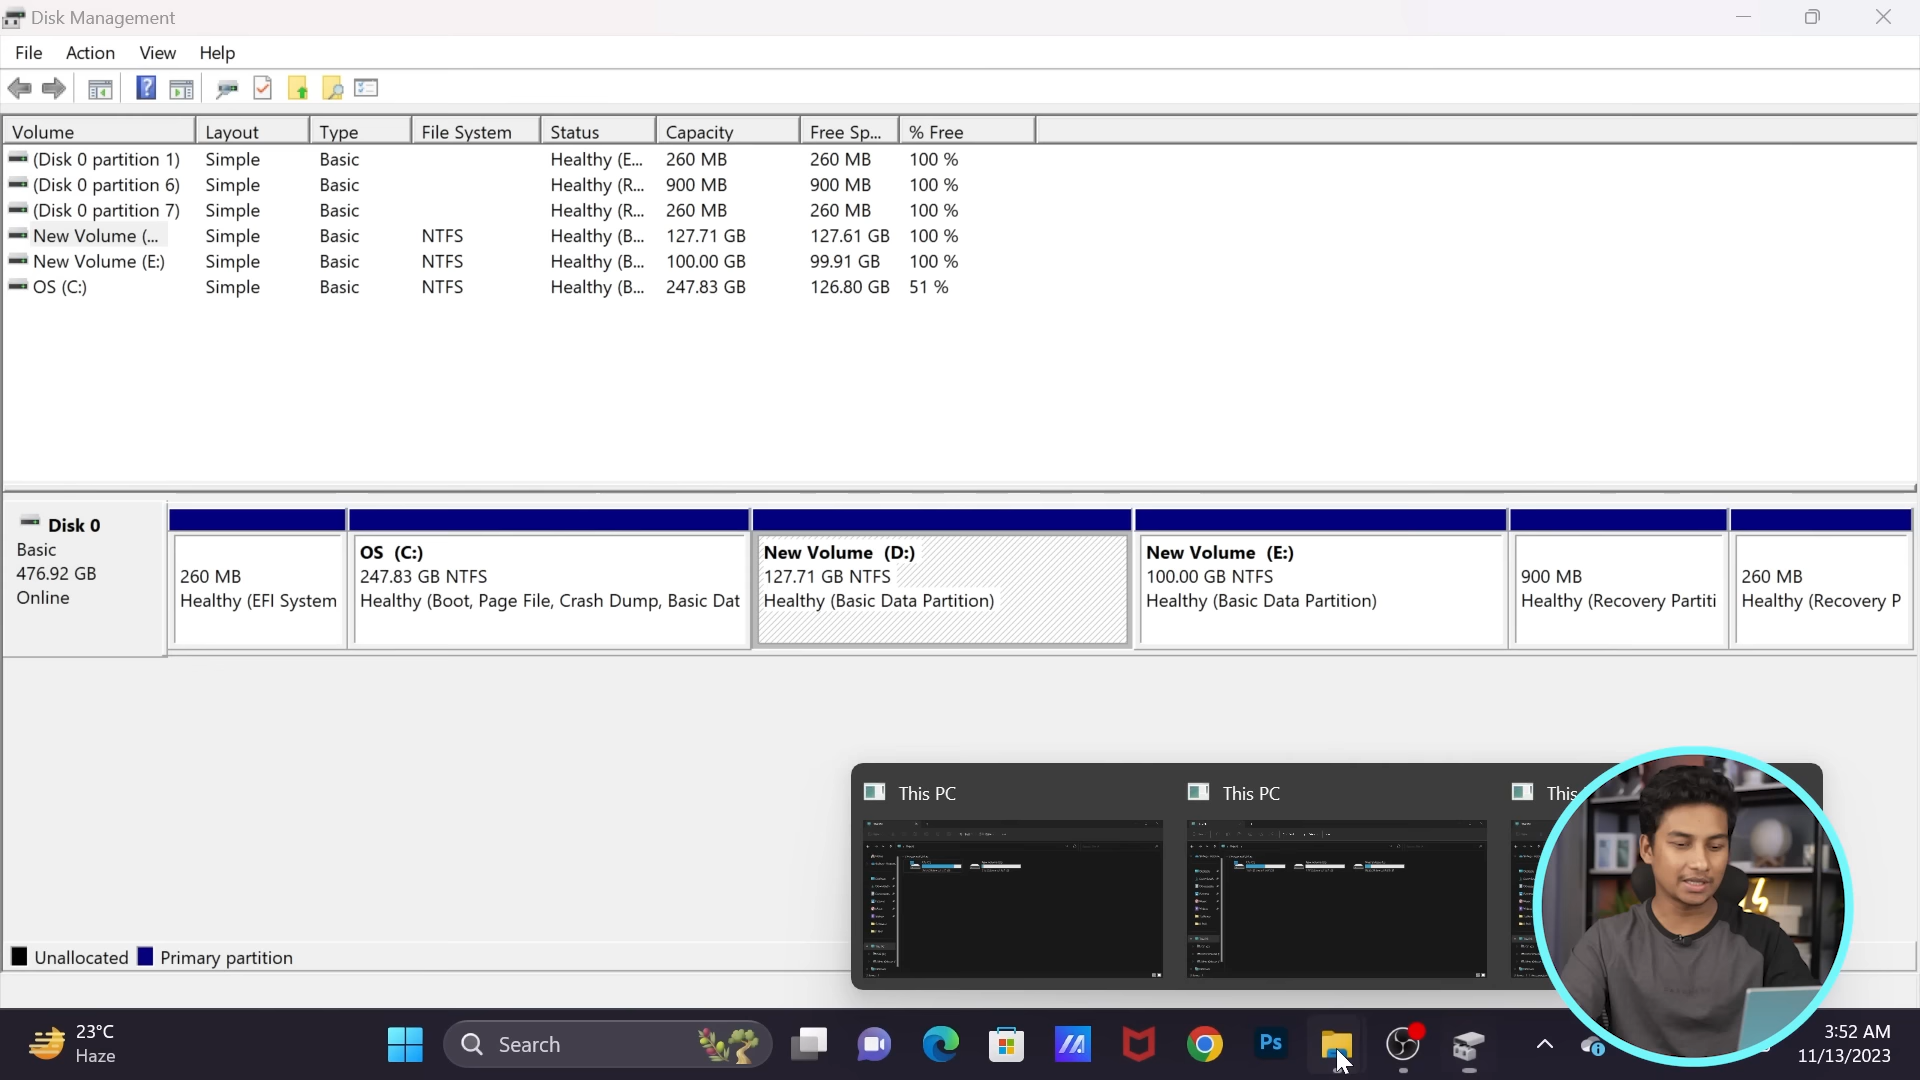 Disk Management
File Action View Help
Volume Layout Type File System Status Capacity Free Sp... % Free
(Disk 0 partition 1) Simple Basic Healthy (E... 260 MB 260 MB 100 %
(Disk 0 partition 6) Simple Basic Healthy (R... 900 MB 900 MB 100 %
(Disk 0 partition 7) Simple Basic Healthy (R... 260 MB 260 MB 100 %
New Volume (... Simple Basic NTFS Healthy (B... 127.71 GB 127.61 GB 100 %
New Volume (E:) Simple Basic NTFS Healthy (B... 100.00 GB 99.91 GB 100 %
OS (C:) Simple Basic NTFS Healthy (B... 247.83 GB 126.80 GB 51 %
Disk 0
Basic
476.92 GB
Online
260 MB
Healthy (EFI System
OS (C:)
247.83 GB NTFS
Healthy (Boot, Page File, Crash Dump, Basic Dat
New Volume (D:)
127.71 GB NTFS
Healthy (Basic Data Partition)
New Volume (E:)
100.00 GB NTFS
Healthy (Basic Data Partition)
900 MB
Healthy (Recovery Partiti
260 MB
Healthy (Recovery P
This PC This PC This
Unallocated Primary partition
23°C
Haze
Search
Ps
3:52 AM
11/13/2023